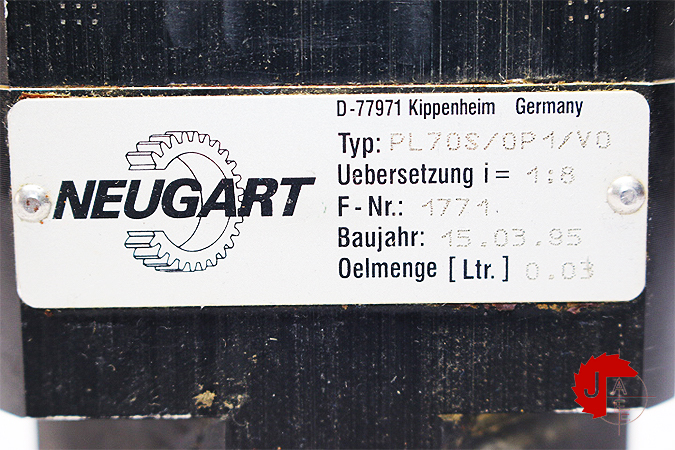 D-77971 Kippenheim Germany
NEUGART
Typ: PL70S/OP1/VO
Uebersetzung i = 1:8
F-Nr.: 1771.
Baujahr: 15.03.95
Oelmenge [ Ltr. ] 0.03
JA